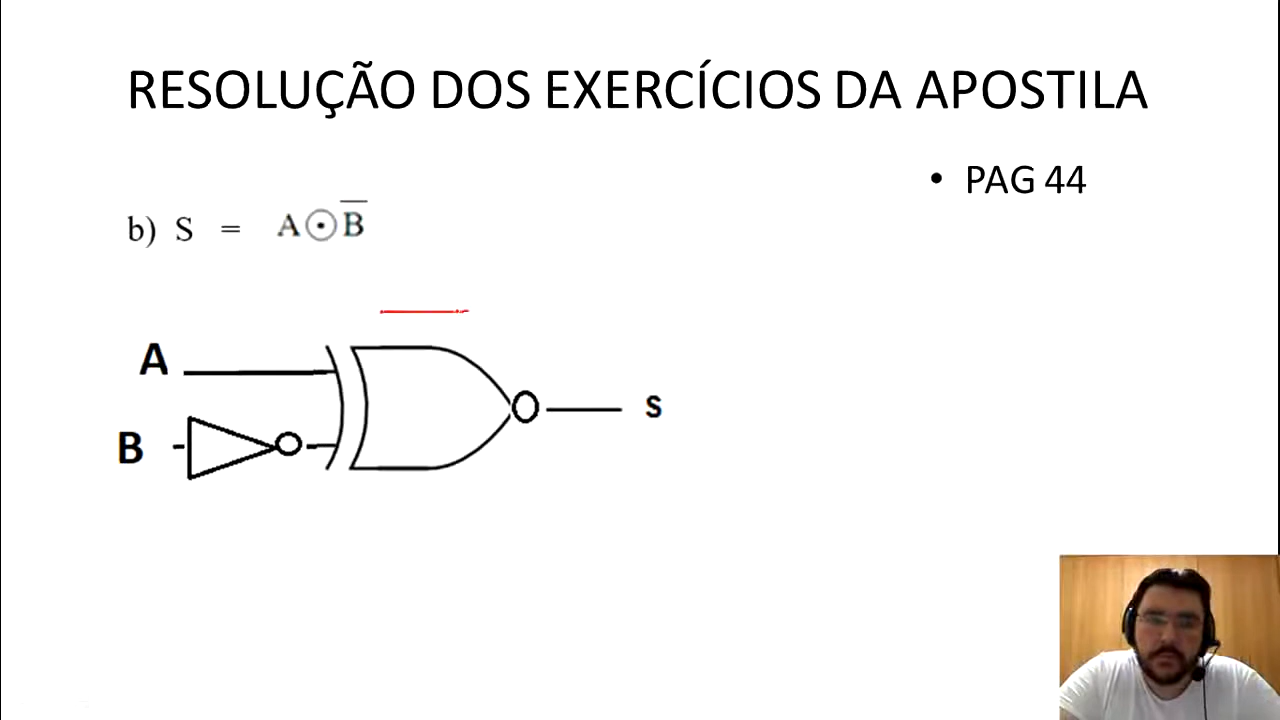 RESOLUÇÃO DOS EXERCÍCIOS DA APOSTILA
• PAG 44
b) S = A⊙B̅
A
B
S